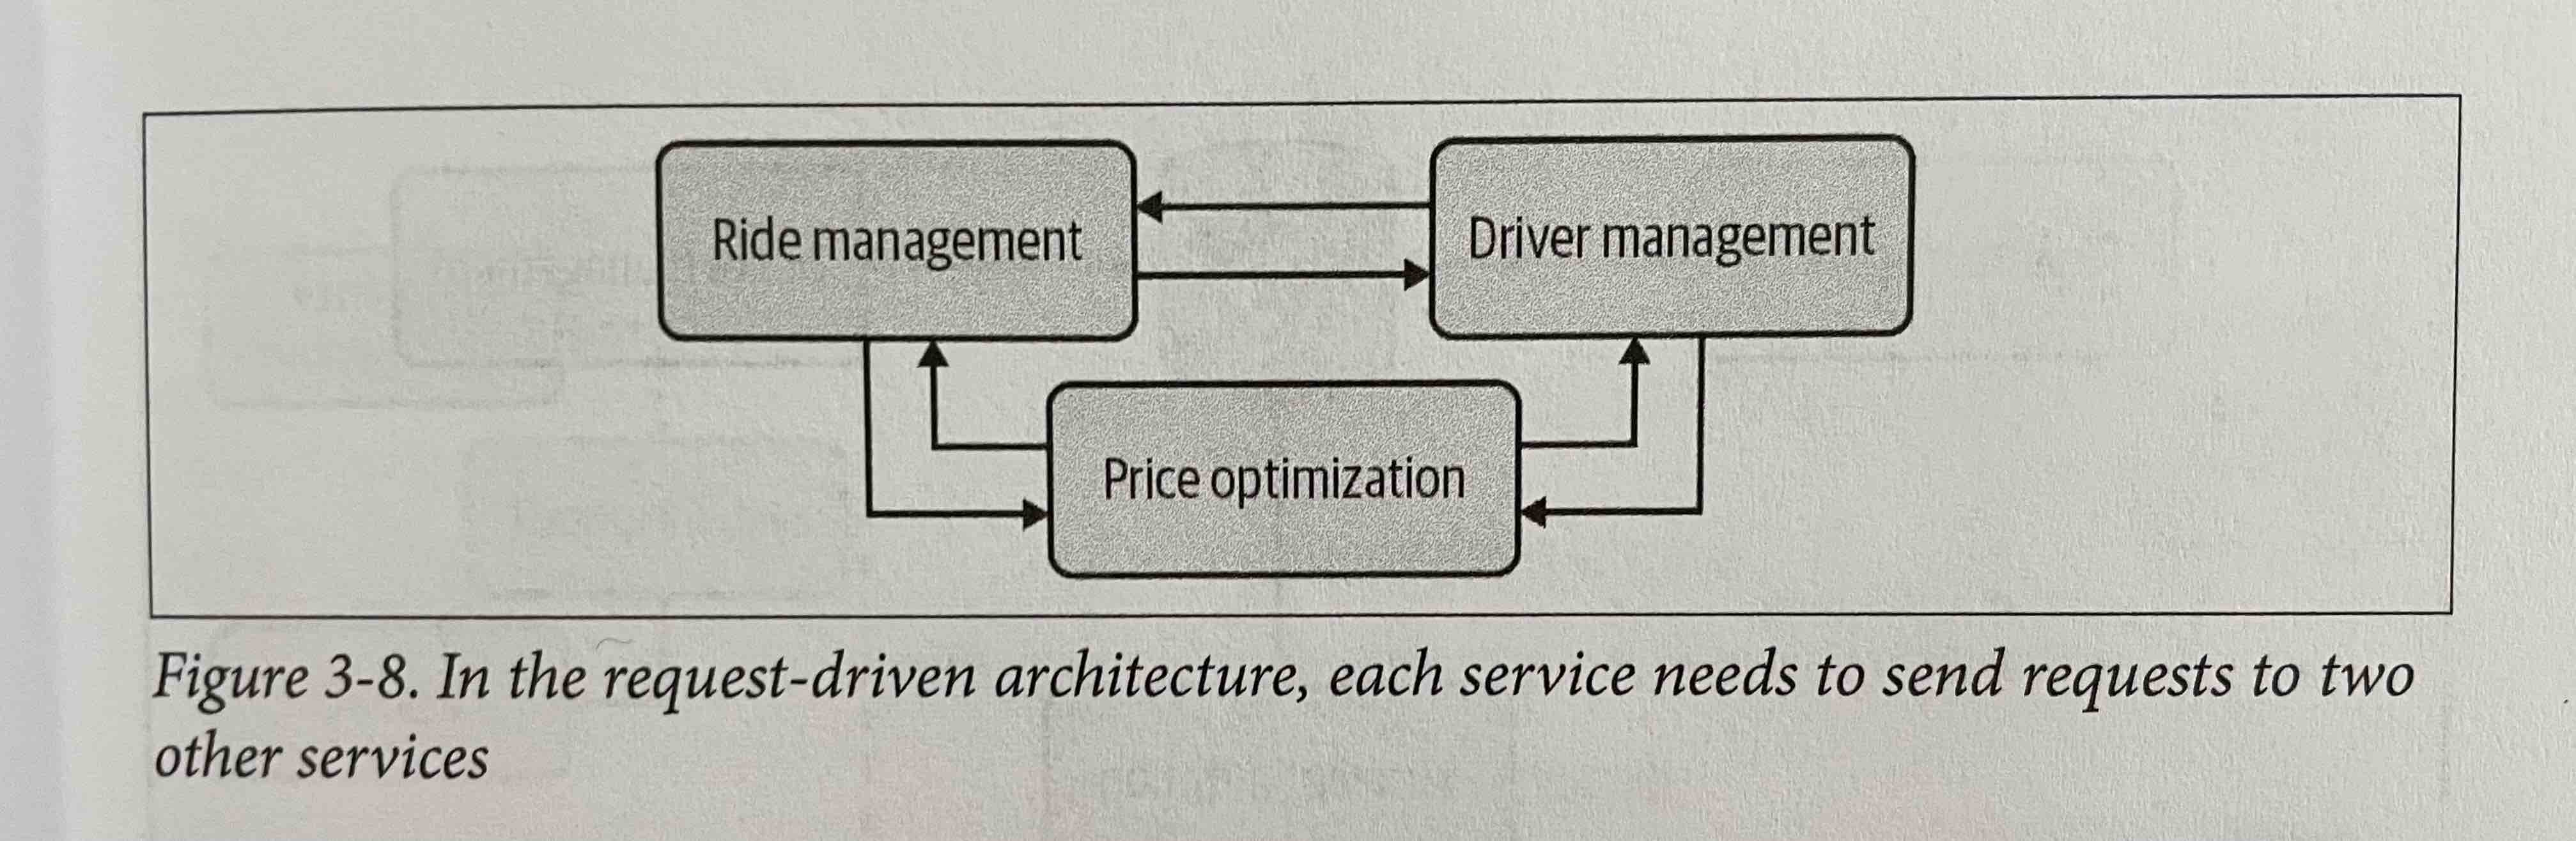 Ride management
Driver management
Price optimization
Figure 3-8. In the request-driven architecture, each service needs to send requests to two
other services